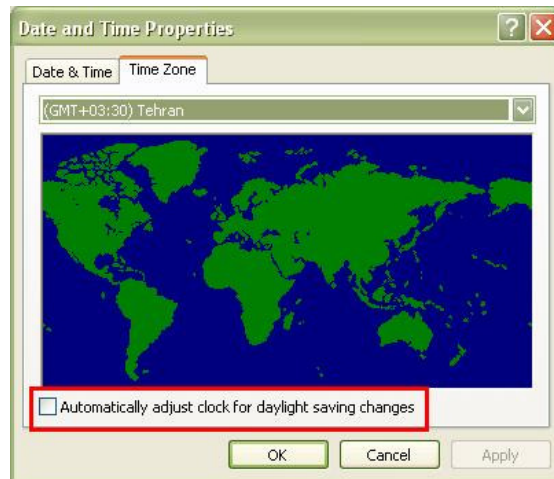 Date and Time Properties
Date & Time
Time Zone
(GMT+03:30) Tehran
Automatically adjust clock for daylight saving changes
OK
Cancel
Apply